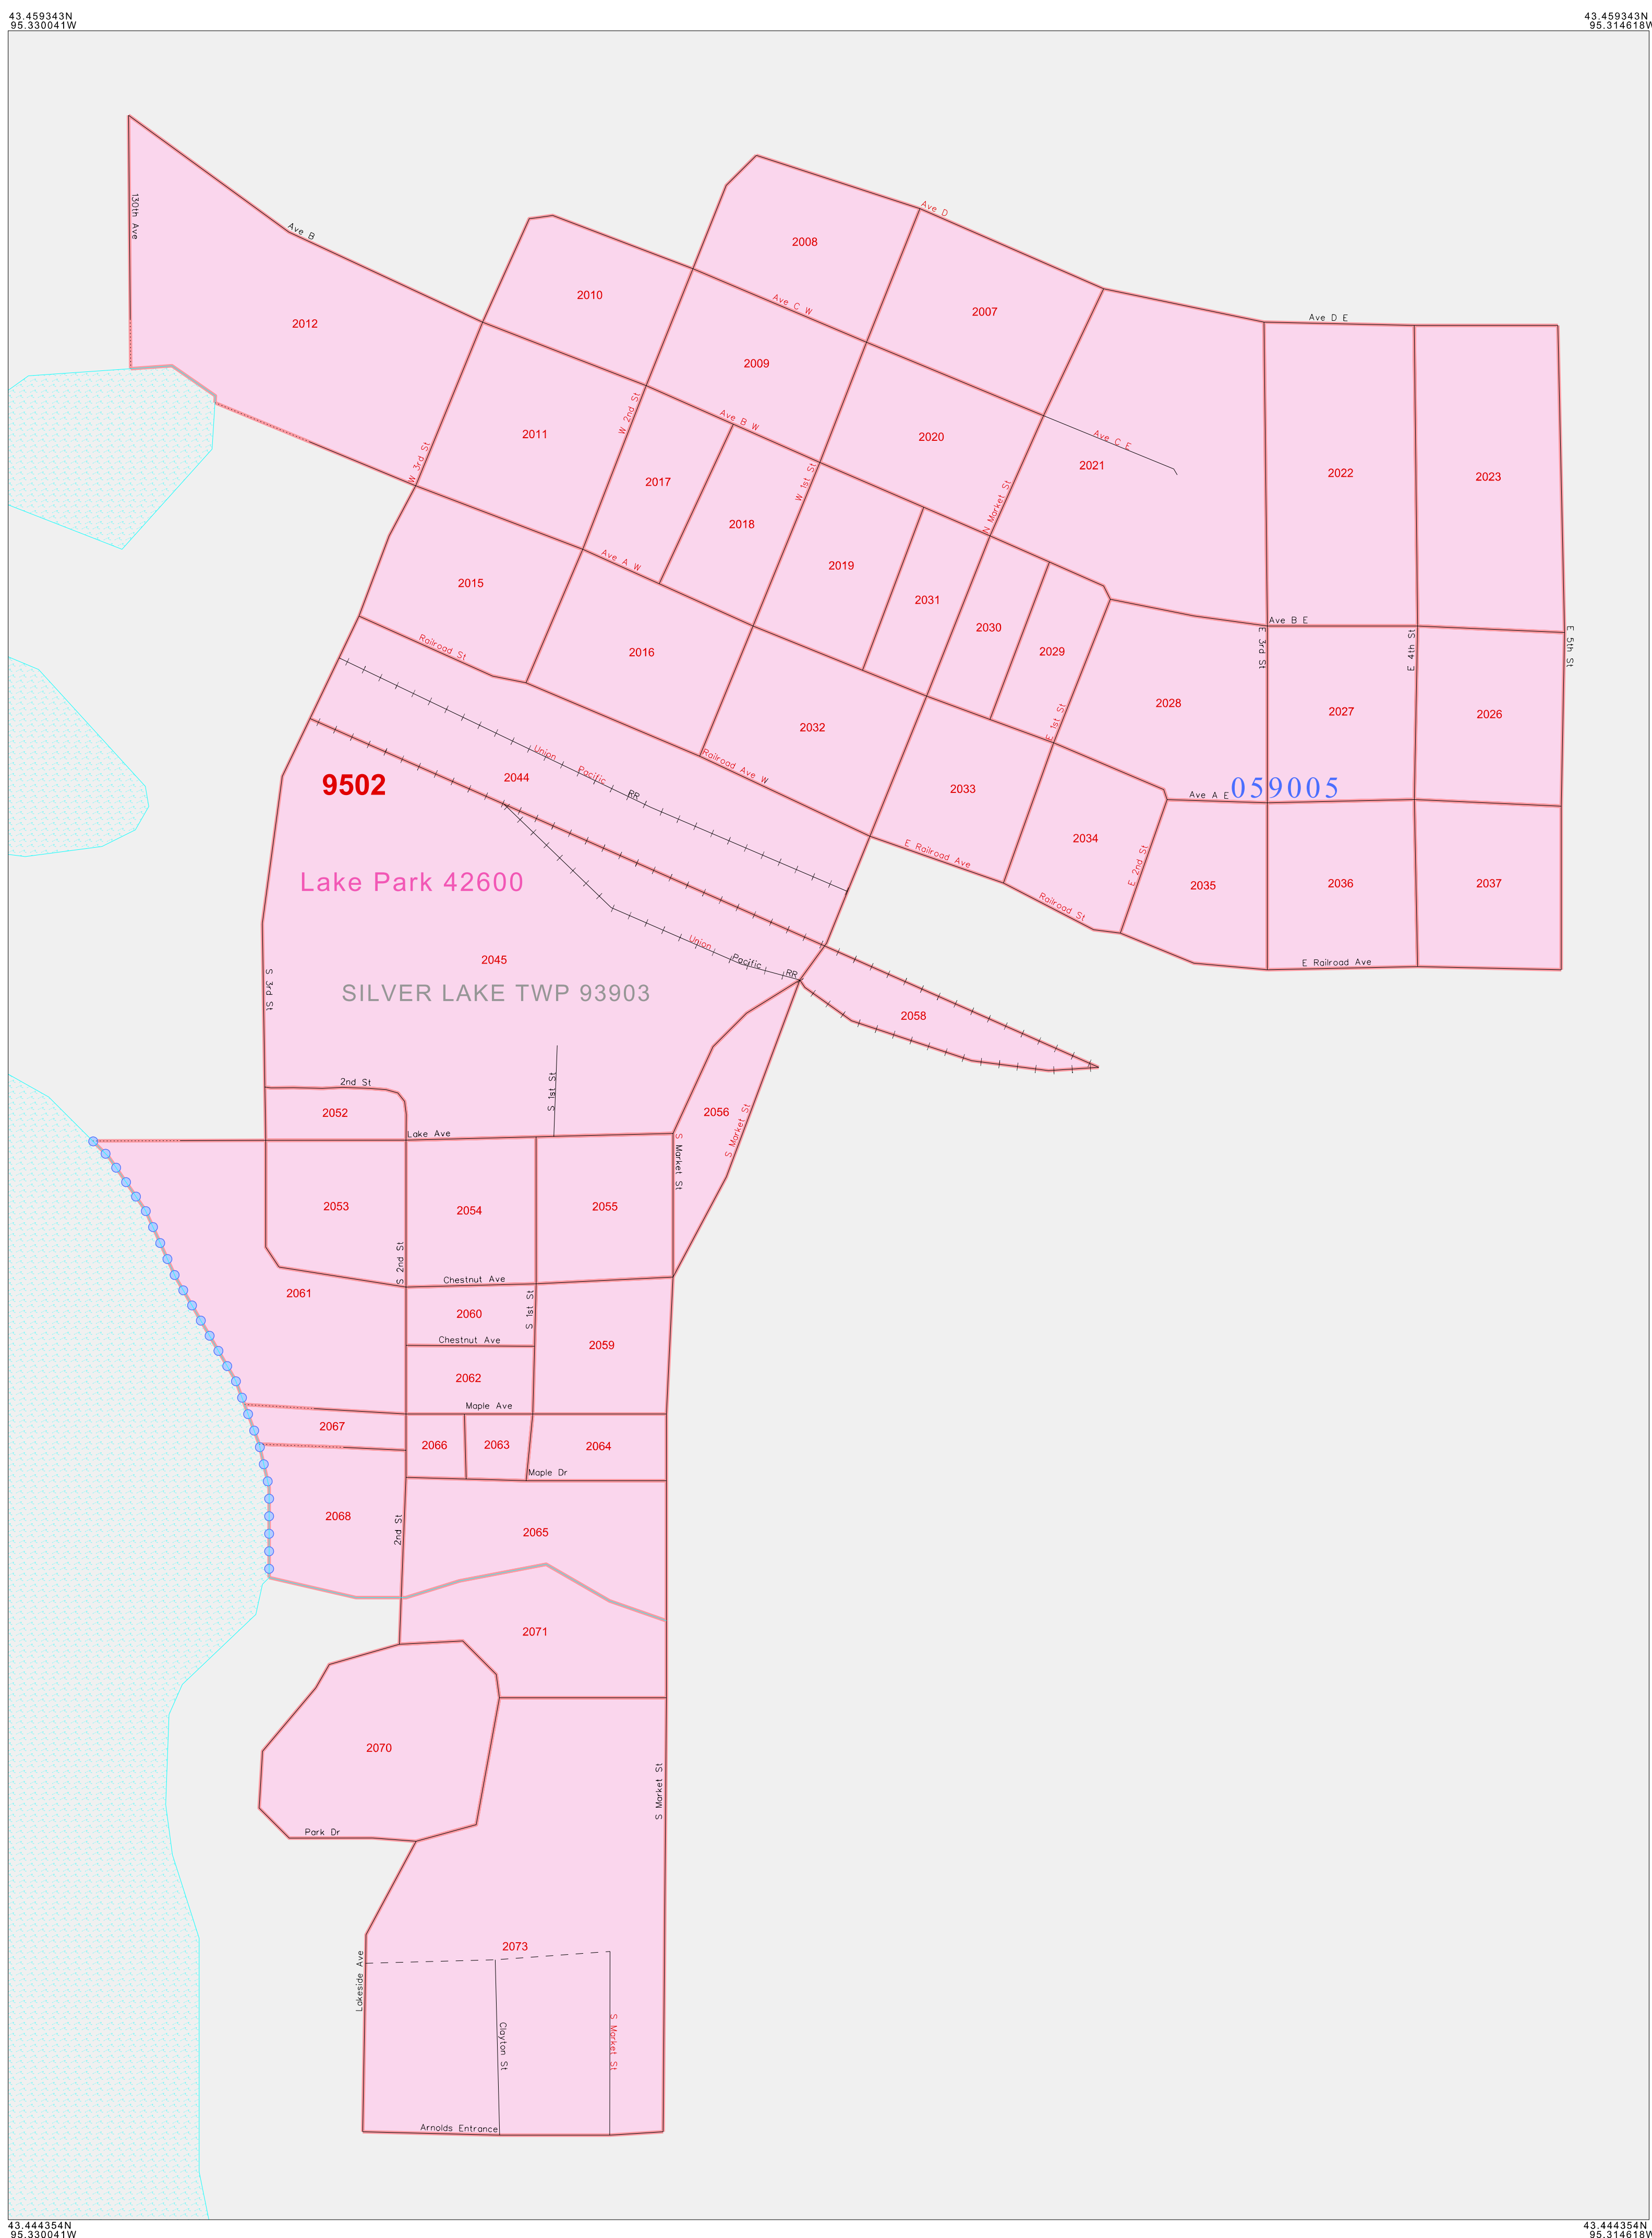 43.459343N
95.330041W
43.459343N
95.314618W
130th Ave
Ave B
Ave D
2008
2010
2007
Ave C W
Ave D E
2012
2009
W 2nd St
Ave B W
2011
2020
Ave C E
W 3rd St
2021
2022
2023
2017
W 1st St
N Market St
2018
Ave A W
2019
2015
2031
2030
Ave B E
Railroad St
2016
2029
E 3rd St
E 4th St
E 5th St
2028
2027
2026
E 1st St
2032
Union Pacific RR
Railroad Ave W
2044
9502
2033
Ave A E
059005
2034
E Railroad Ave
E 2nd St
Lake Park 42600
2035
2036
2037
Railroad St
Union Pacific RR
2045
E Railroad Ave
S 3rd St
SILVER LAKE TWP 93903
2058
2nd St
S 1st St
2052
2056
Lake Ave
S Market St
S Market St
2053
2054
2055
S 2nd St
Chestnut Ave
2061
2060
S 1st St
Chestnut Ave
2059
2062
Maple Ave
2067
2066
2063
2064
Maple Dr
2068
2nd St
2065
2071
2070
S Market St
Park Dr
2073
Lakeside Ave
Clayton St
S Market St
Arnolds Entrance
43.444354N
95.330041W
43.444354N
95.314618W